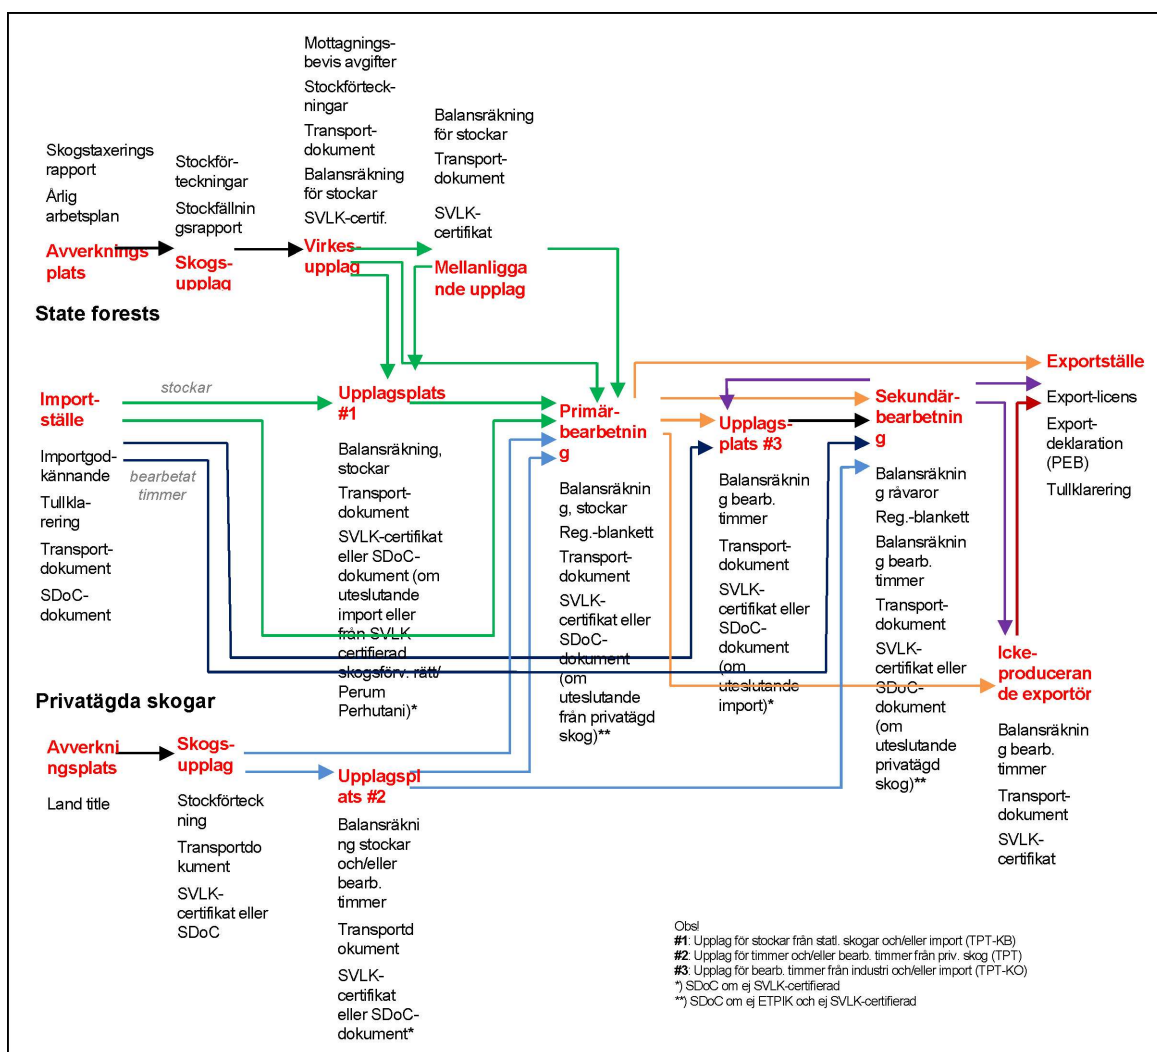 Mottagnings-
bevis avgifter
Stockförteck-
ningar
Transport-
dokument
Balansräkning
för stockar
SVLK-certif.
Virkes-
upplag
Balansräkning
för stockar
Transport-
dokument
SVLK-
certifikat
Mellanligga
nde upplag
Skogstaxerings
rapport
Årlig
arbetsplan
Avverknings
plats
Stockför-
teckningar
Stockfällnin
gsrapport
Skogs-
upplag
State forests
Import-
ställe
stockar
Importgod-
kännande
Tullkla-
rering
Transport-
dokument
SDoC-
dokument
bearbetat
timmer
Upplagsplats
#1
Balansräkning,
stockar
Transport-
dokument
SVLK-certifikat
eller SDoC-
dokument (om
uteslutande
import eller
från SVLK
certifierad
skogsförv. rätt/
Perum
Perhutani)*
Primär-
bearbetnin
g
Balansräknin
g, stockar
Reg.-blankett
Transport-
dokument
SVLK-
certifikat eller
SDoC-
dokument
(om
uteslutande
från privatägd
skog)**
Upplags-
plats #3
Balansräknin
g bearb.
timmer
Transport-
dokument
SVLK-
certifikat eller
SDoC-
dokument
(om
uteslutande
import)*
Sekundär-
bearbetnin
g
Balansräknin
g råvaror
Reg.-blankett
Balansräknin
g bearb.
timmer
Transport-
dokument
SVLK-
certifikat eller
SDoC-
dokument
(om
uteslutande
privatägd
skog)**
Exportställe
Export-licens
Export-
deklaration
(PEB)
Tullklarering
Icke-
produceran
de exportör
Balansräknin
g bearb.
timmer
Transport-
dokument
SVLK-
certifikat
Privatägda skogar
Avverkni
ingsplats
Land title
Skogs-
upplag
Stockförteck
ning
Transportdo
kument
SVLK-
certifikat eller
SDoC
Upplagspl
ats #2
Balansräkni
ng stockar
och/eller
bearb.
timmer
Transportd
okument
SVLK-
certifikat
eller SDoC-
dokument*
Obs!
#1: Upplag för stockar från statl. skogar och/eller import (TPT-KB)
#2: Upplag för timmer och/eller bearb. timmer från priv. skog (TPT)
#3: Upplag för bearb. timmer från industri och/eller import (TPT-KO)
*) SDoC om ej SVLK-certifierad
**) SDoC om ej ETPIK och ej SVLK-certifierad